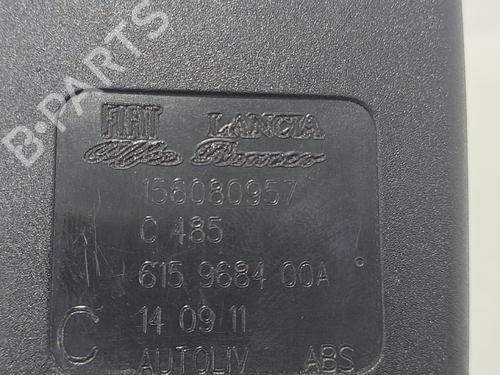 B-PARTS
FIAT LANCIA
Alfa Romeo
156080957
C 485
615 9684 00A
C 14 09 11
AUTOLIV ABS